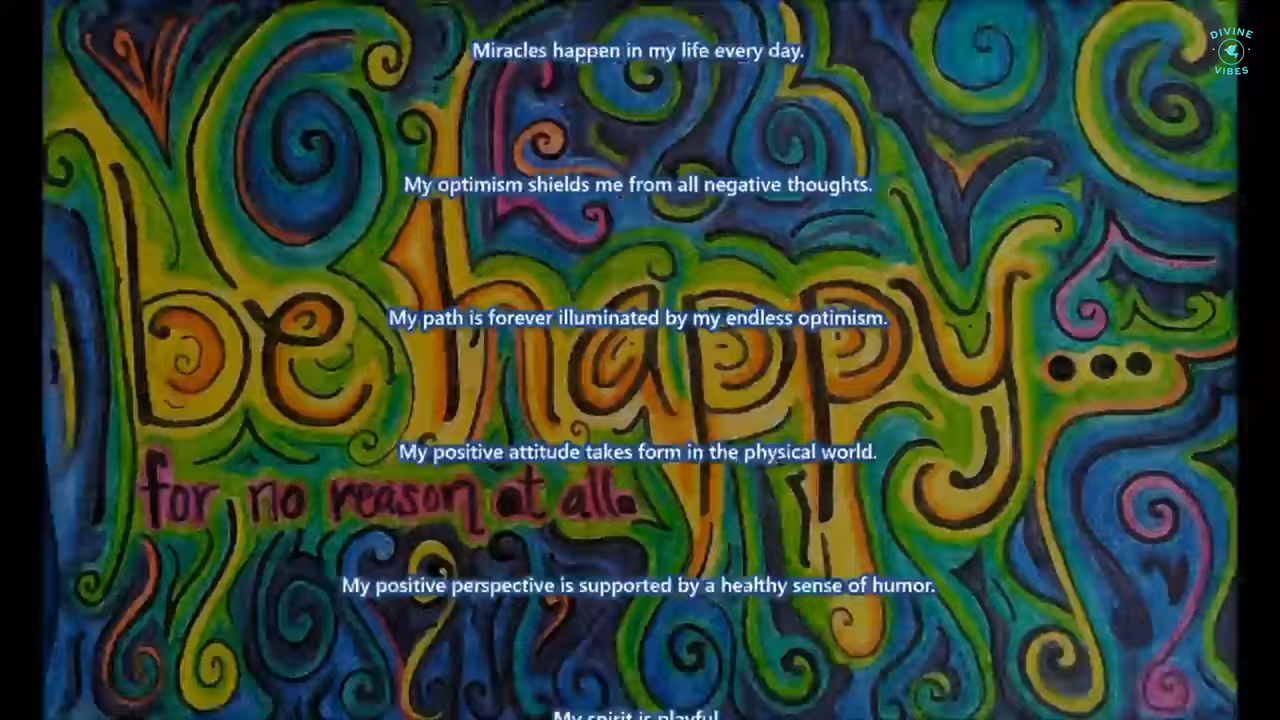 Miracles happen in my life every day.
DIVINE
VIBES
My optimism shields me from all negative thoughts.
be happy...
My path is forever illuminated by my endless optimism.
My positive attitude takes form in the physical world.
for no reason at all.
My positive perspective is supported by a healthy sense of humor.
My spirit is playful